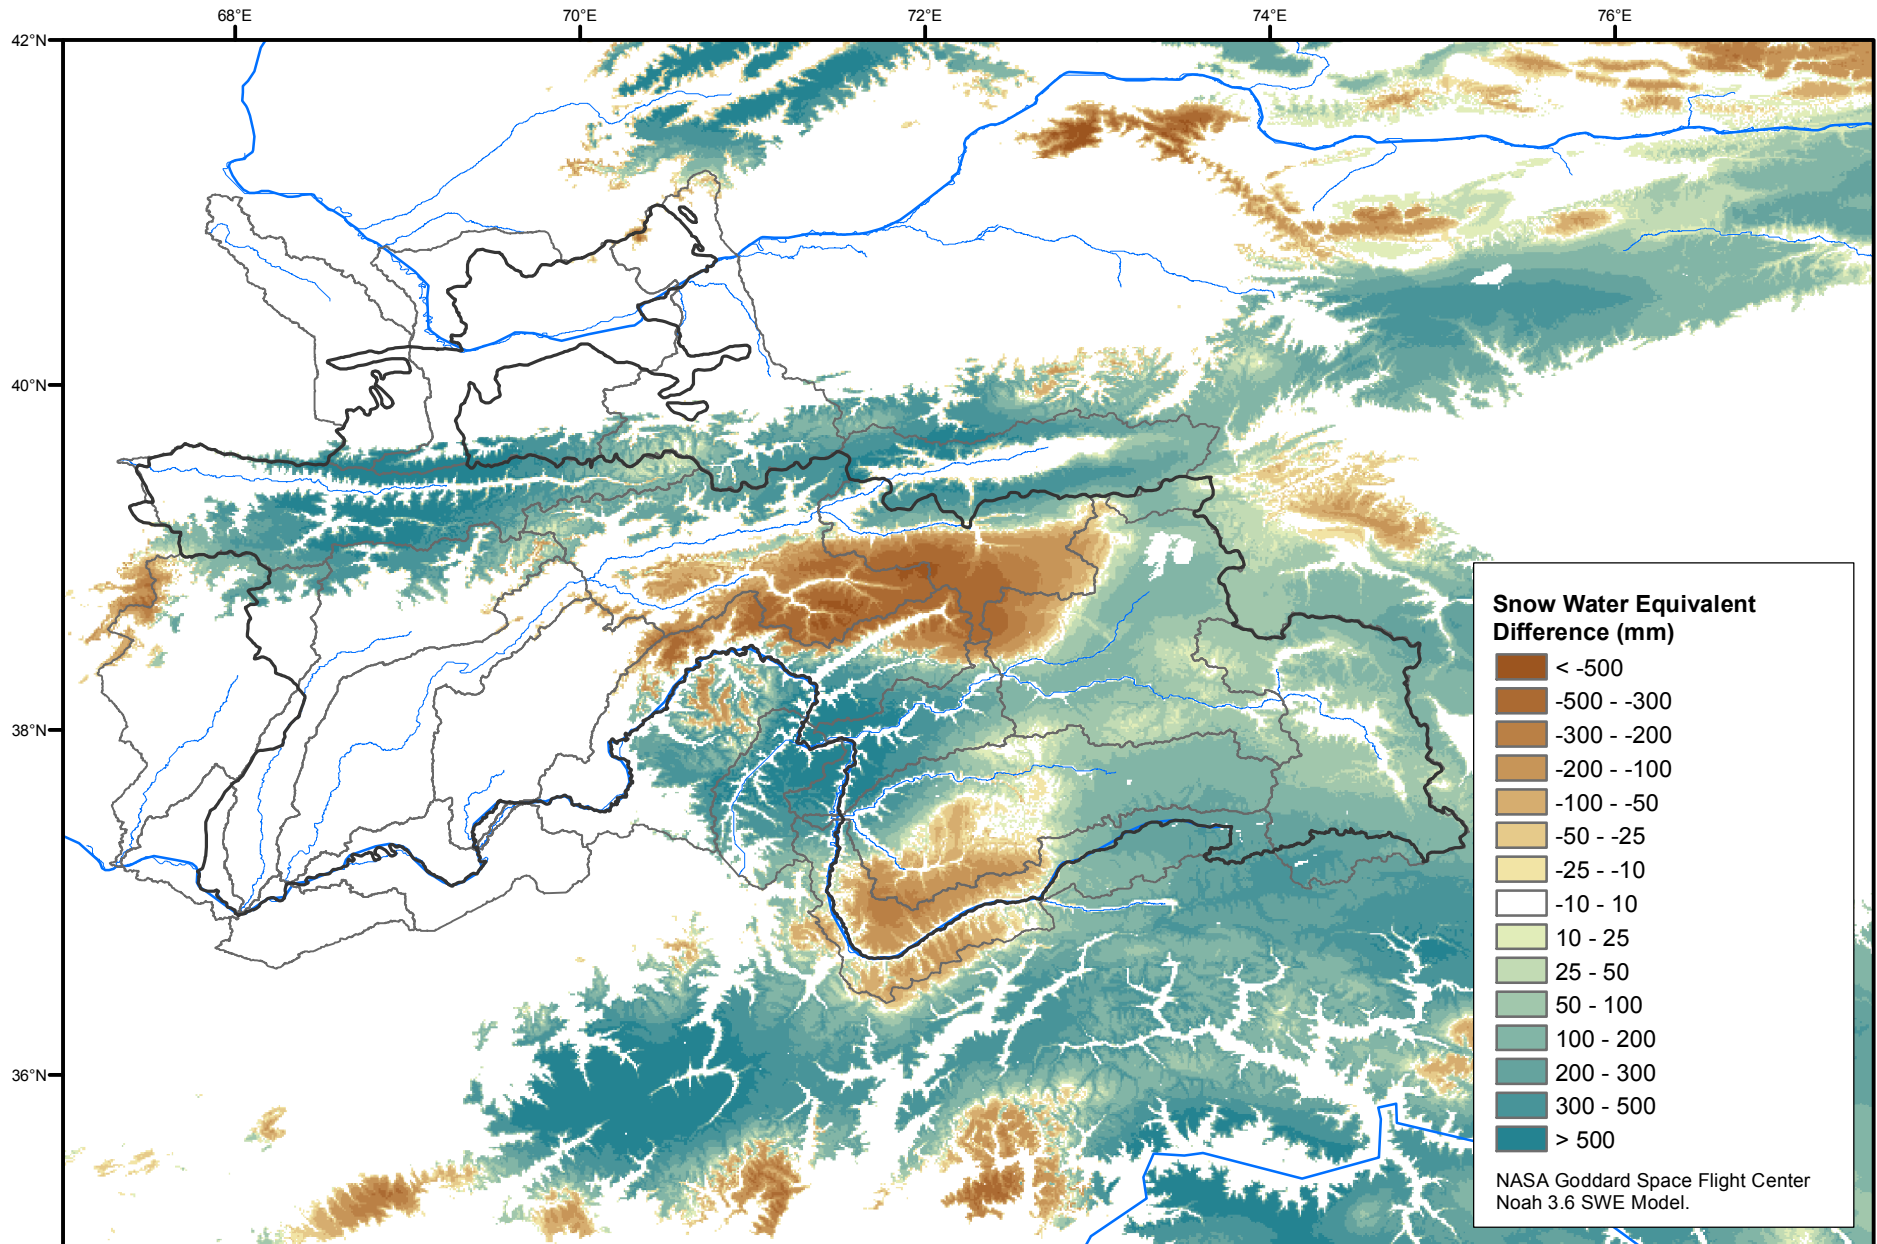 68°E 70°E 72°E 74°E 76°E
42°N
40°N
38°N
36°N
Snow Water Equivalent
Difference (mm)
< -500
-500 - -300
-300 - -200
-200 - -100
-100 - -50
-50 - -25
-25 - -10
-10 - 10
10 - 25
25 - 50
50 - 100
100 - 200
200 - 300
300 - 500
> 500
NASA Goddard Space Flight Center
Noah 3.6 SWE Model.